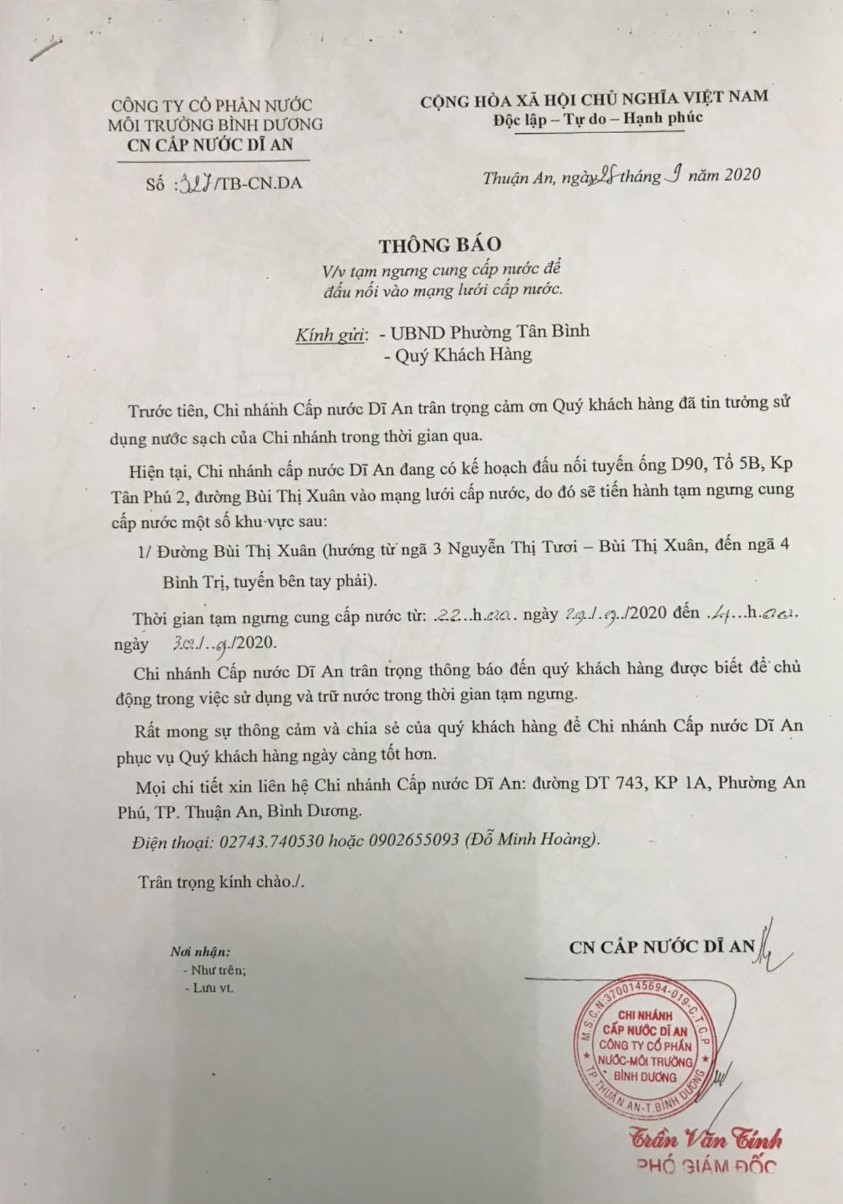 CÔNG TY CỔ PHẦN NƯỚC
MÔI TRƯỜNG BÌNH DƯƠNG
CN CẤP NƯỚC DĨ AN
Số :327/TB-CN.DA
CỘNG HÒA XÃ HỘI CHỦ NGHĨA VIỆT NAM
Độc lập – Tự do – Hạnh phúc
Thuận An, ngày 28 tháng 9 năm 2020
THÔNG BÁO
V/v tạm ngưng cung cấp nước để
đấu nối vào mạng lưới cấp nước.
Kính gửi: - UBND Phường Tân Bình
- Quý Khách Hàng
Trước tiên, Chi nhánh Cấp nước Dĩ An trân trọng cảm ơn Quý khách hàng đã tin tưởng sử
dụng nước sạch của Chi nhánh trong thời gian qua.
Hiện tại, Chi nhánh cấp nước Dĩ An đang có kế hoạch đấu nối tuyến ống D90, Tổ 5B, Kp
Tân Phú 2, đường Bùi Thị Xuân vào mạng lưới cấp nước, do đó sẽ tiến hành tạm ngưng cung
cấp nước một số khu vực sau:
1/ Đường Bùi Thị Xuân (hướng từ ngã 3 Nguyễn Thị Tươi – Bùi Thị Xuân, đến ngã 4
Bình Trị, tuyến bên tay phải).
Thời gian tạm ngưng cung cấp nước từ: .22..h.00.. ngày 29./.9../2020 đến .4...h.00.
ngày 30./..9./2020.
Chi nhánh Cấp nước Dĩ An trân trọng thông báo đến quý khách hàng được biết để chủ
động trong việc sử dụng và trữ nước trong thời gian tạm ngưng.
Rất mong sự thông cảm và chia sẻ của quý khách hàng để Chi nhánh Cấp nước Dĩ An
phục vụ Quý khách hàng ngày càng tốt hơn.
Mọi chi tiết xin liên hệ Chi nhánh Cấp nước Dĩ An: đường DT 743, KP 1A, Phường An
Phú, TP. Thuận An, Bình Dương.
Điện thoại: 02743.740530 hoặc 0902655093 (Đỗ Minh Hoàng).
Trân trọng kính chào./.
Nơi nhận:
- Như trên;
- Lưu vt.
CN CẤP NƯỚC DĨ AN
M.S.C.N:3700145694-019-C.T.C.P
CHI NHÁNH
CẤP NƯỚC DĨ AN
CÔNG TY CỔ PHẦN
NƯỚC-MÔI TRƯỜNG
BÌNH DƯƠNG
TP THUẬN AN-T.BÌNH DƯƠNG
Trần Văn Tính
PHÓ GIÁM ĐỐC